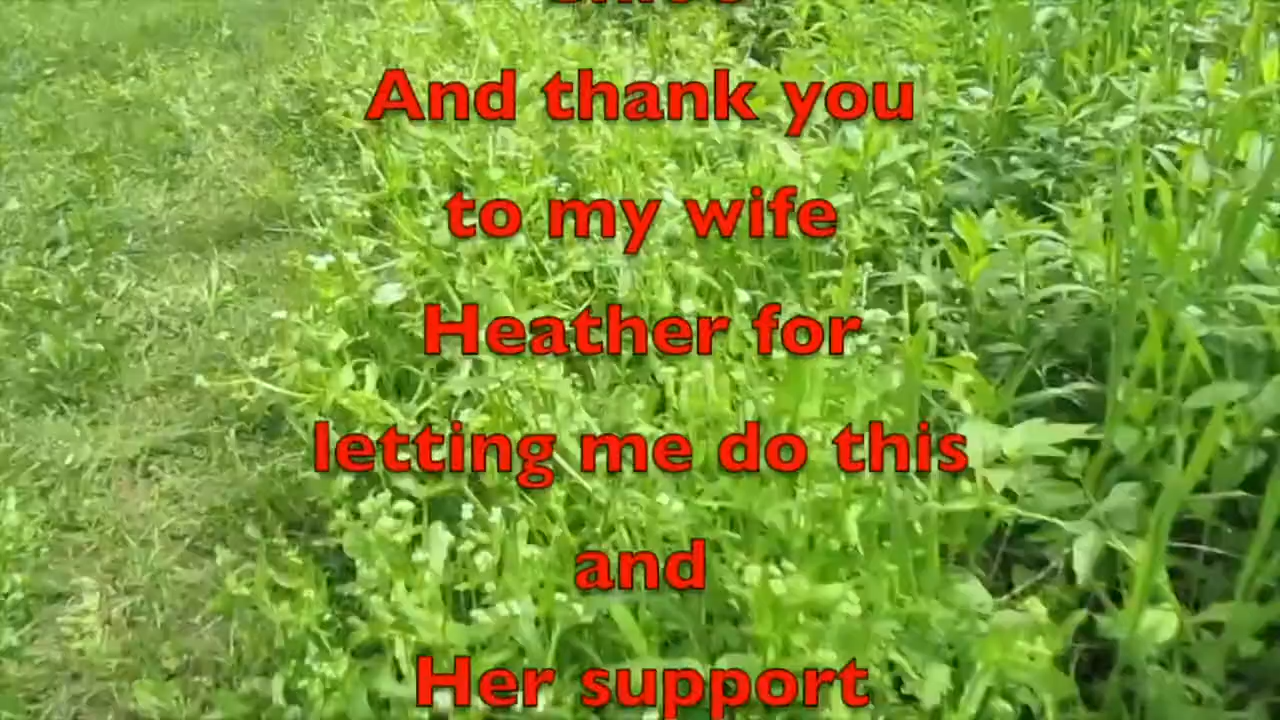 And thank you
to my wife
Heather for
letting me do this
and
Her support